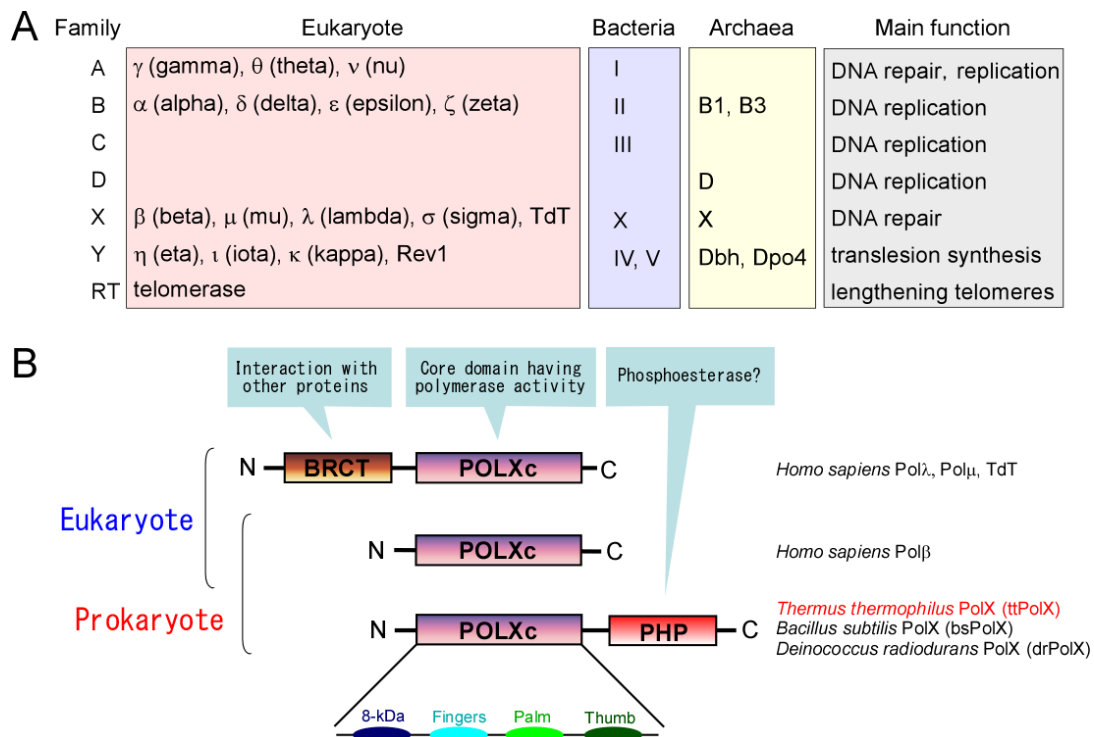 A
Family Eukaryote Bacteria Archaea Main function
A γ (gamma), θ (theta), ν (nu) I DNA repair, replication
B α (alpha), δ (delta), ε (epsilon), ζ (zeta) II B1, B3 DNA replication
C III DNA replication
D D DNA replication
X β (beta), μ (mu), λ (lambda), σ (sigma), TdT X X DNA repair
Y η (eta), ι (iota), κ (kappa), Rev1 IV, V Dbh, Dpo4 translesion synthesis
RT telomerase lengthening telomeres
B
Interaction with
other proteins
Core domain having
polymerase activity
Phosphoesterase?
N BRCT POLXc C Homo sapiens Polλ, Polμ, TdT
Eukaryote
N POLXc C Homo sapiens Polβ
Prokaryote
N POLXc PHP C
Thermus thermophilus PolX (ttPolX)
Bacillus subtilis PolX (bsPolX)
Deinococcus radiodurans PolX (drPolX)
8-kDa Fingers Palm Thumb